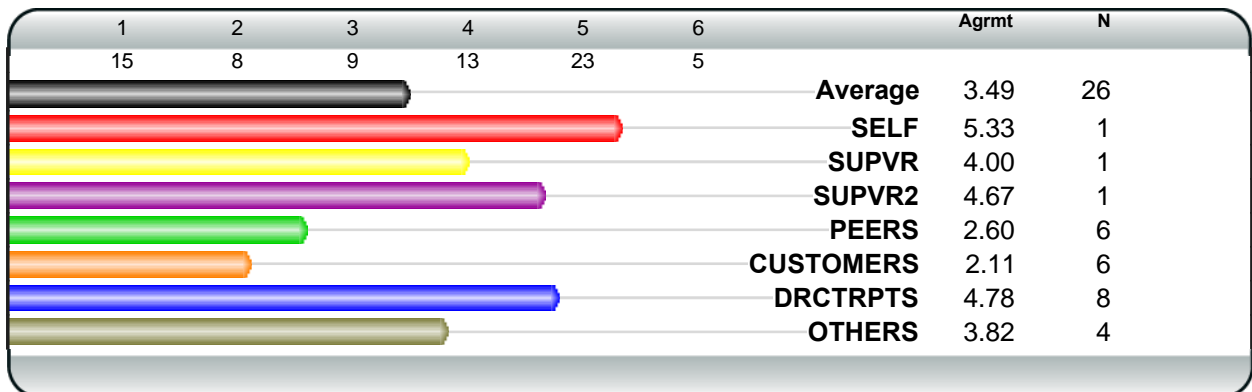 1 2 3 4 5 6 Agrmt N
15 8 9 13 23 5
Average 3.49 26
SELF 5.33 1
SUPVR 4.00 1
SUPVR2 4.67 1
PEERS 2.60 6
CUSTOMERS 2.11 6
DRCTRPTS 4.78 8
OTHERS 3.82 4